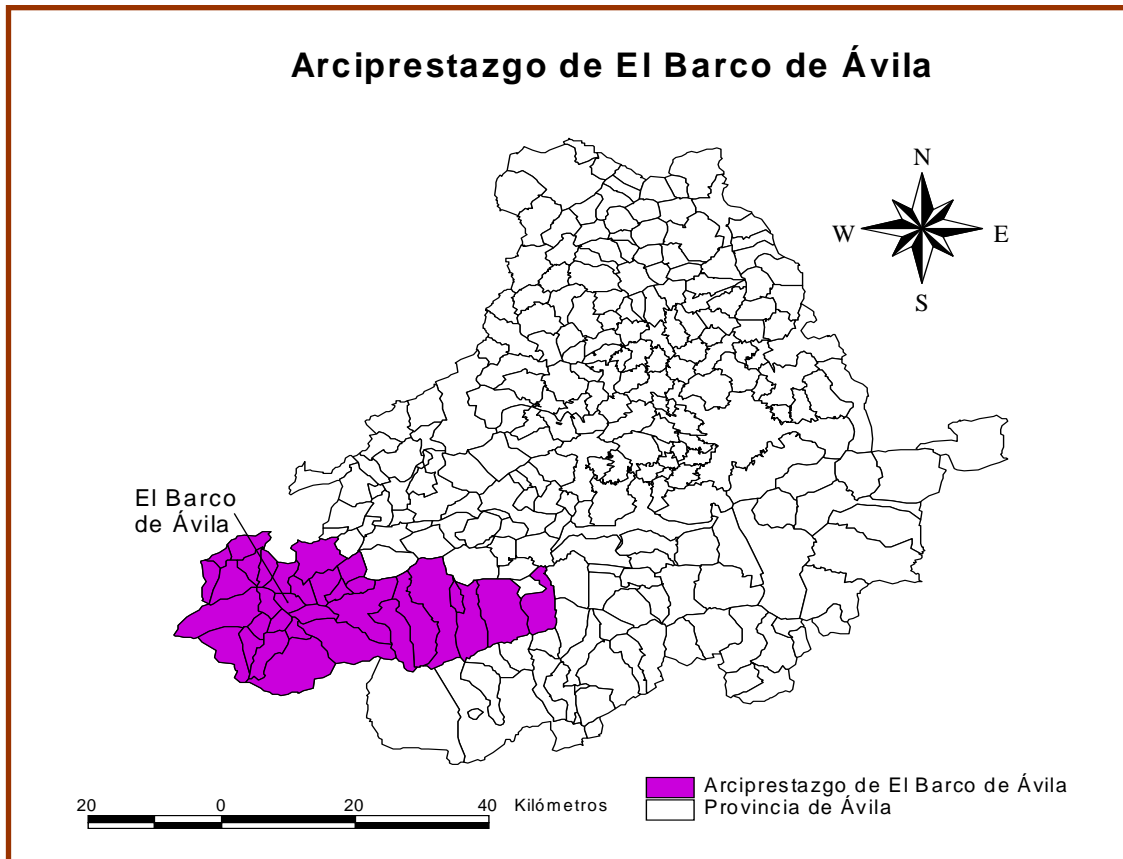 Arciprestazgo de El Barco de Ávila
N
W
E
S
El Barco
de Ávila
20 0 20 40 Kilómetros
Arciprestazgo de El Barco de Ávila
Provincia de Ávila